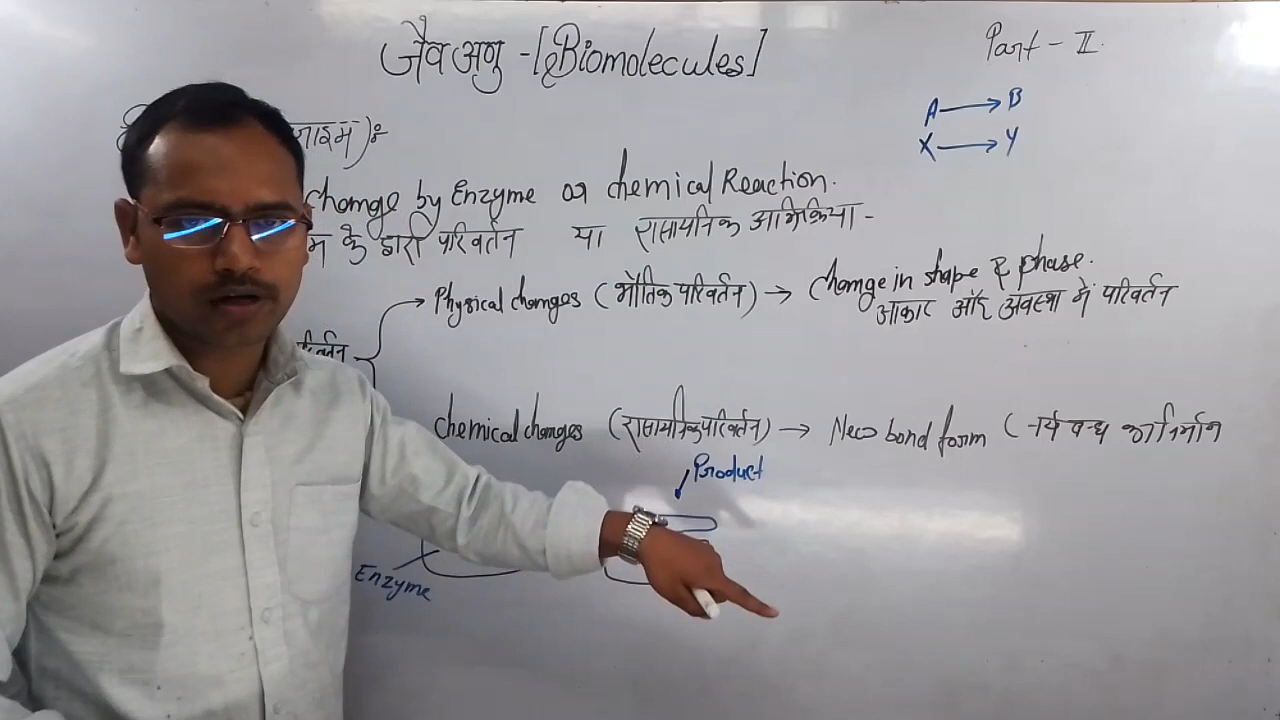 जैव अणु - [Biomolecules]
Part - II
A → B
X → Y
जाइम):
change by Enzyme or chemical Reaction.
म के द्वारा परिवर्तन या रासायनिक अभिक्रिया -
Physical changes (भौतिक परिवर्तन) → Change in shape & phase.
आकार और अवस्था में परिवर्तन
chemical changes (रासायनिक परिवर्तन) → New bond form (नये बन्ध का निर्माण
Product
Enzyme